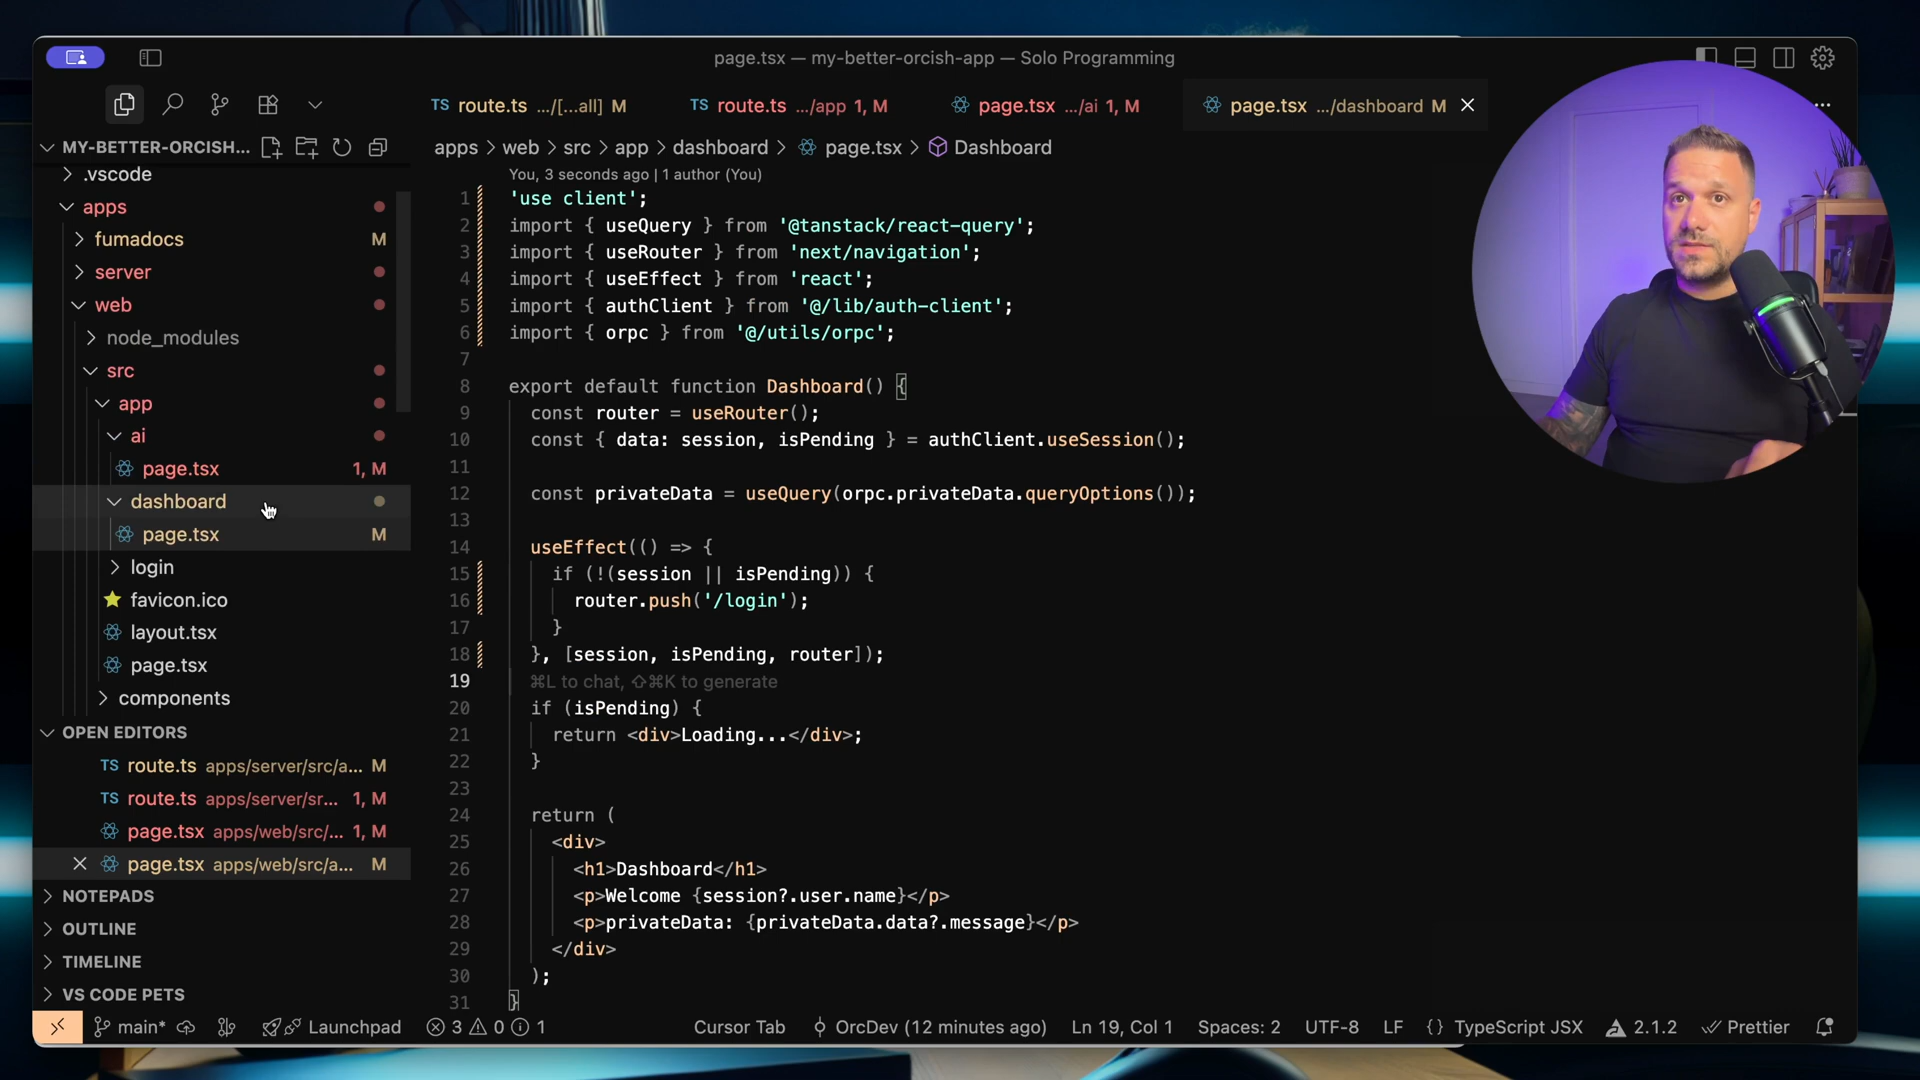 page.tsx — my-better-orcish-app — Solo Programming
TS route.ts .../[...all] M
TS route.ts .../app 1, M
page.tsx .../ai 1, M
page.tsx .../dashboard M
MY-BETTER-ORCISH...
apps > web > src > app > dashboard > page.tsx > Dashboard
.vscode
You, 3 seconds ago | 1 author (You)
apps
fumadocs M
server
web
node_modules
src
app
ai
page.tsx 1, M
dashboard
page.tsx M
login
favicon.ico
layout.tsx
page.tsx
components
OPEN EDITORS
TS route.ts apps/server/src/a... M
TS route.ts apps/server/sr... 1, M
page.tsx apps/web/src/... 1, M
page.tsx apps/web/src/a... M
NOTEPADS
OUTLINE
TIMELINE
VS CODE PETS
1 'use client';
2 import { useQuery } from '@tanstack/react-query';
3 import { useRouter } from 'next/navigation';
4 import { useEffect } from 'react';
5 import { authClient } from '@/lib/auth-client';
6 import { orpc } from '@/utils/orpc';
7
8 export default function Dashboard() {
9 const router = useRouter();
10 const { data: session, isPending } = authClient.useSession();
11
12 const privateData = useQuery(orpc.privateData.queryOptions());
13
14 useEffect(() => {
15 if (!(session || isPending)) {
16 router.push('/login');
17 }
18 }, [session, isPending, router]);
19 ⌘L to chat, ⇧⌘K to generate
20 if (isPending) {
21 return <div>Loading...</div>;
22 }
23
24 return (
25 <div>
26 <h1>Dashboard</h1>
27 <p>Welcome {session?.user.name}</p>
28 <p>privateData: {privateData.data?.message}</p>
29 </div>
30 );
31 }
main* Launchpad 3 0 1 Cursor Tab OrcDev (12 minutes ago) Ln 19, Col 1 Spaces: 2 UTF-8 LF {} TypeScript JSX 2.1.2 Prettier